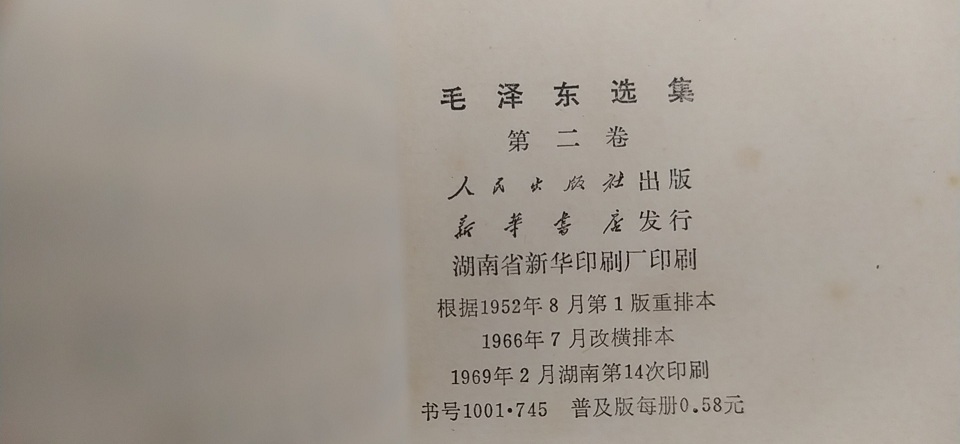 毛泽东选集
第二卷
人民出版社出版
新华书店发行
湖南省新华印刷厂印刷
根据1952年8月第1版重排本
1966年7月改横排本
1969年2月湖南第14次印刷
书号1001·745 普及版每册0.58元